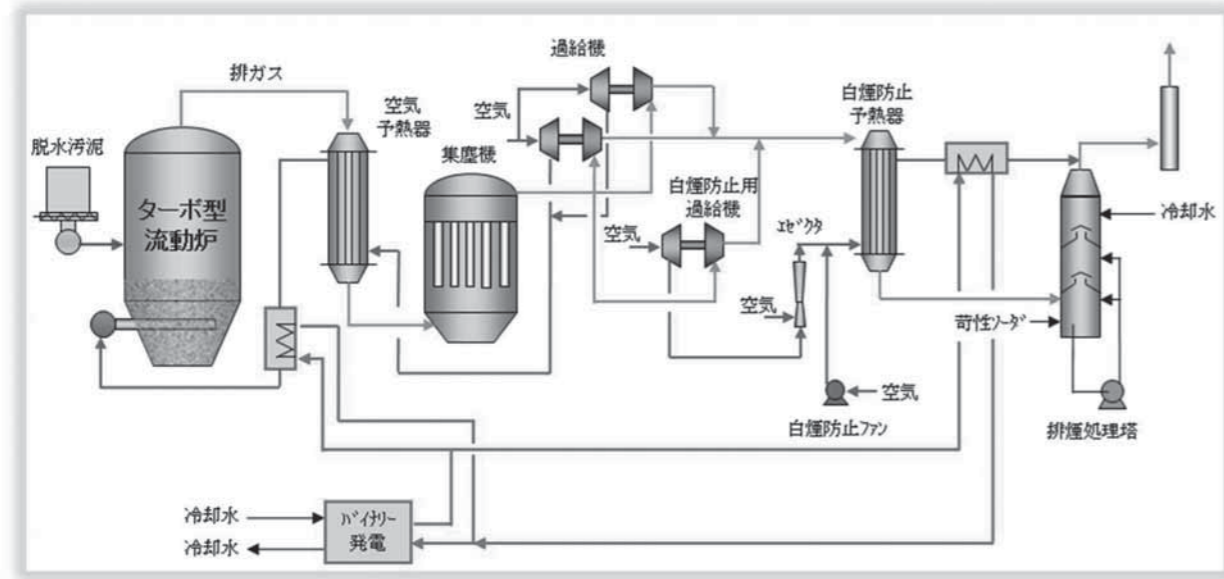 過給機
排ガス
空気
予熱器
空気
白煙防止
予熱器
脱水汚泥
集塵機
ターボ型
流動炉
白煙防止用
過給機
冷却水
ｴｾﾞｸﾀ
空気
空気
苛性ｿｰﾀﾞ
空気
白煙防止ﾌｧﾝ
排煙処理塔
冷却水
ﾊﾞｲﾅﾘｰ
発電
冷却水